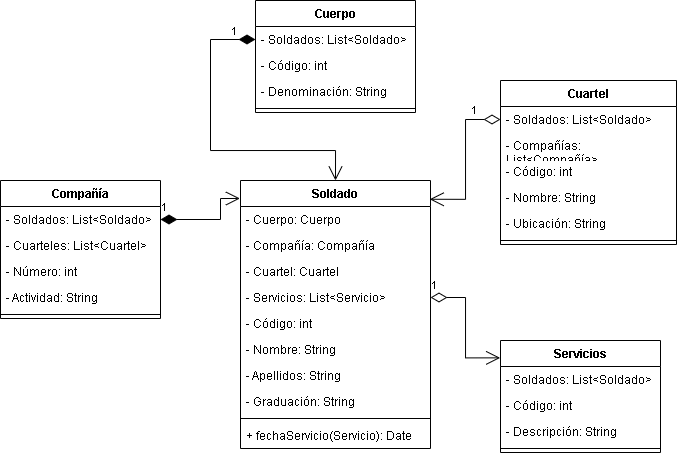 Cuerpo
- Soldados: List<Soldado>
- Código: int
- Denominación: String
1
Cuartel
- Soldados: List<Soldado>
- Compañías:
List<Compañía>
- Código: int
- Nombre: String
- Ubicación: String
1
Compañía
- Soldados: List<Soldado>
- Cuarteles: List<Cuartel>
- Número: int
- Actividad: String
1
Soldado
- Cuerpo: Cuerpo
- Compañía: Compañía
- Cuartel: Cuartel
- Servicios: List<Servicio>
- Código: int
- Nombre: String
- Apellidos: String
- Graduación: String
+ fechaServicio(Servicio): Date
1
Servicios
- Soldados: List<Soldado>
- Código: int
- Descripción: String